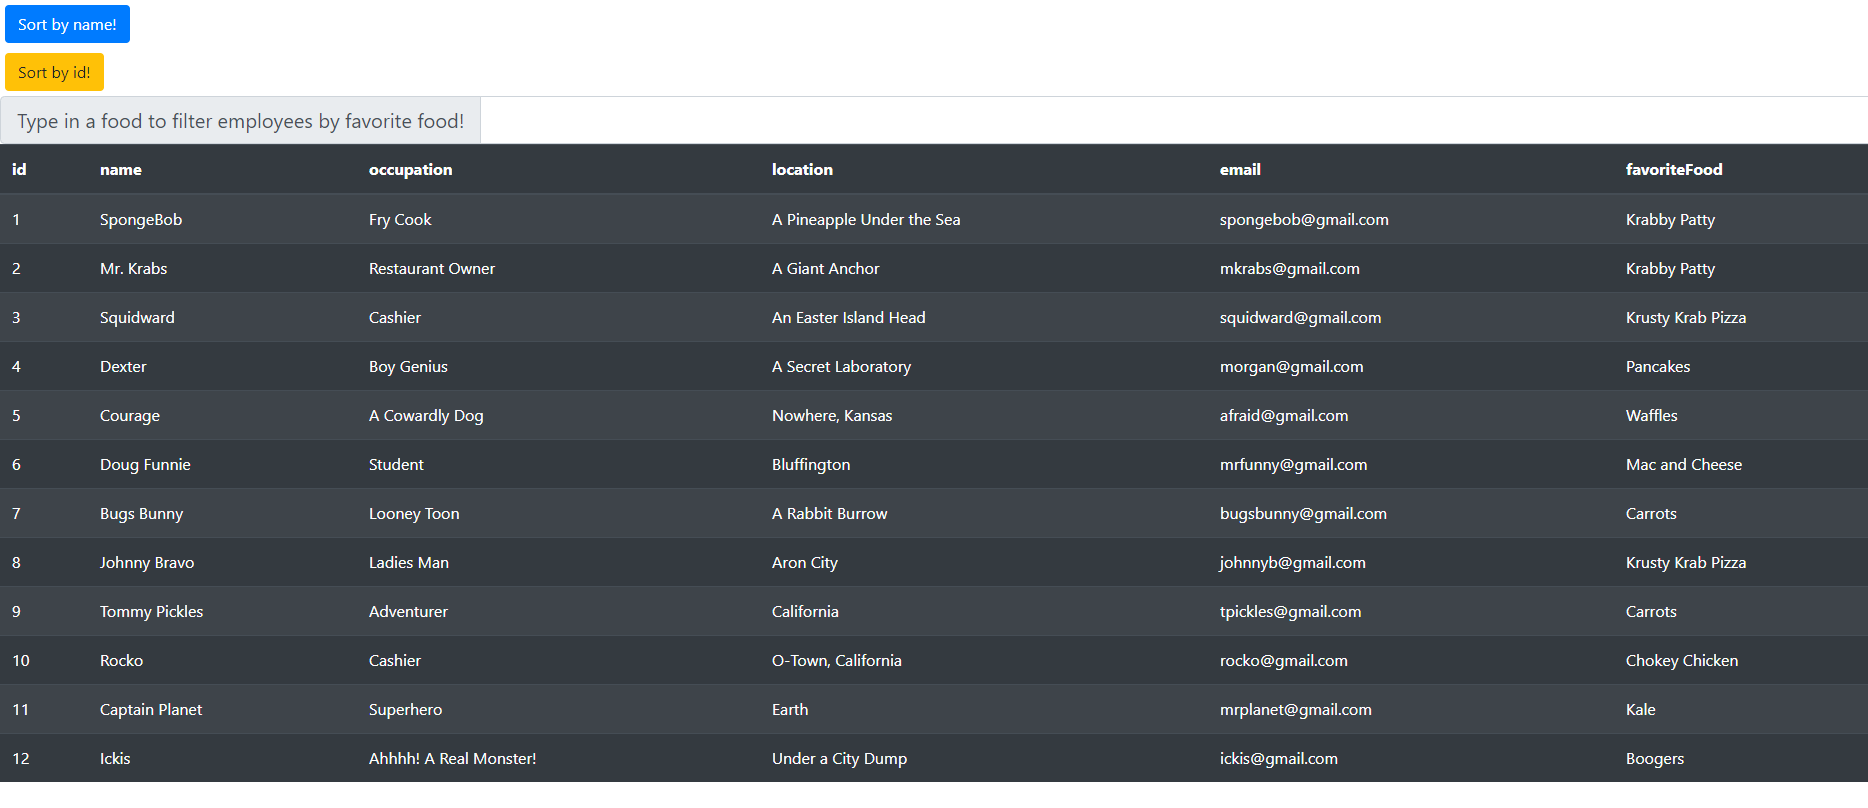 Sort by name!
Sort by id!
Type in a food to filter employees by favorite food!
id name occupation location email favoriteFood
1 SpongeBob Fry Cook A Pineapple Under the Sea spongebob@gmail.com Krabby Patty
2 Mr. Krabs Restaurant Owner A Giant Anchor mkrabs@gmail.com Krabby Patty
3 Squidward Cashier An Easter Island Head squidward@gmail.com Krusty Krab Pizza
4 Dexter Boy Genius A Secret Laboratory morgan@gmail.com Pancakes
5 Courage A Cowardly Dog Nowhere, Kansas afraid@gmail.com Waffles
6 Doug Funnie Student Bluffington mrfunny@gmail.com Mac and Cheese
7 Bugs Bunny Looney Toon A Rabbit Burrow bugsbunny@gmail.com Carrots
8 Johnny Bravo Ladies Man Aron City johnnyb@gmail.com Krusty Krab Pizza
9 Tommy Pickles Adventurer California tpickles@gmail.com Carrots
10 Rocko Cashier O-Town, California rocko@gmail.com Chokey Chicken
11 Captain Planet Superhero Earth mrplanet@gmail.com Kale
12 Ickis Ahhhh! A Real Monster! Under a City Dump ickis@gmail.com Boogers